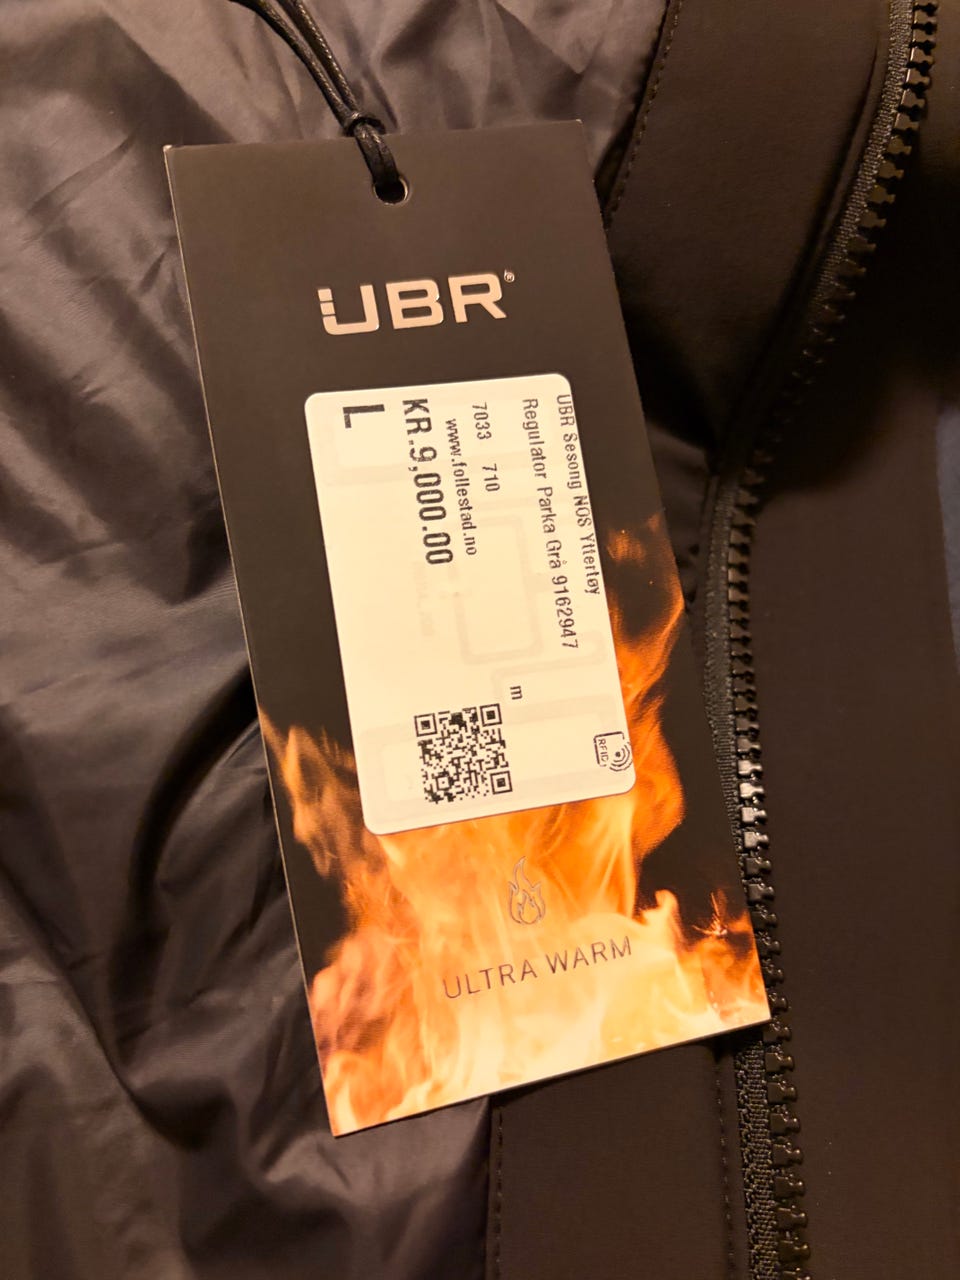 UBR®
UBR Sesong NOS Yttertøy
Regulator Parka Grå 9162947
m
7033 710
www.follestad.no
KR.9,000.00
L
RFID
ULTRA WARM